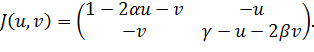 J(u,v) = (1 − 2αu − v   −u
−v   γ − u − 2βv).